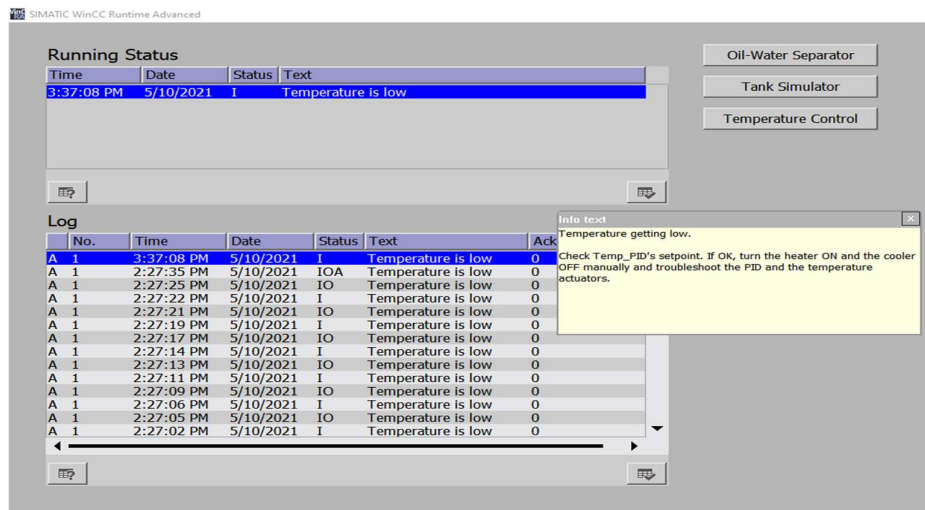 SIMATIC WinCC Runtime Advanced
Running Status
Time Date Status Text
3:37:08 PM 5/10/2021 I Temperature is low
Oil-Water Separator
Tank Simulator
Temperature Control
Log
No. Time Date Status Text Ack
A 1 3:37:08 PM 5/10/2021 I Temperature is low 0
A 1 2:27:35 PM 5/10/2021 IOA Temperature is low 0
A 1 2:27:25 PM 5/10/2021 IO Temperature is low 0
A 1 2:27:22 PM 5/10/2021 I Temperature is low 0
A 1 2:27:21 PM 5/10/2021 IO Temperature is low 0
A 1 2:27:19 PM 5/10/2021 I Temperature is low 0
A 1 2:27:17 PM 5/10/2021 IO Temperature is low 0
A 1 2:27:14 PM 5/10/2021 I Temperature is low 0
A 1 2:27:13 PM 5/10/2021 IO Temperature is low 0
A 1 2:27:11 PM 5/10/2021 I Temperature is low 0
A 1 2:27:09 PM 5/10/2021 IO Temperature is low 0
A 1 2:27:06 PM 5/10/2021 I Temperature is low 0
A 1 2:27:05 PM 5/10/2021 IO Temperature is low 0
A 1 2:27:02 PM 5/10/2021 I Temperature is low 0
Info text
Temperature getting low.
Check Temp_PID's setpoint. If OK, turn the heater ON and the cooler
OFF manually and troubleshoot the PID and the temperature
actuators.